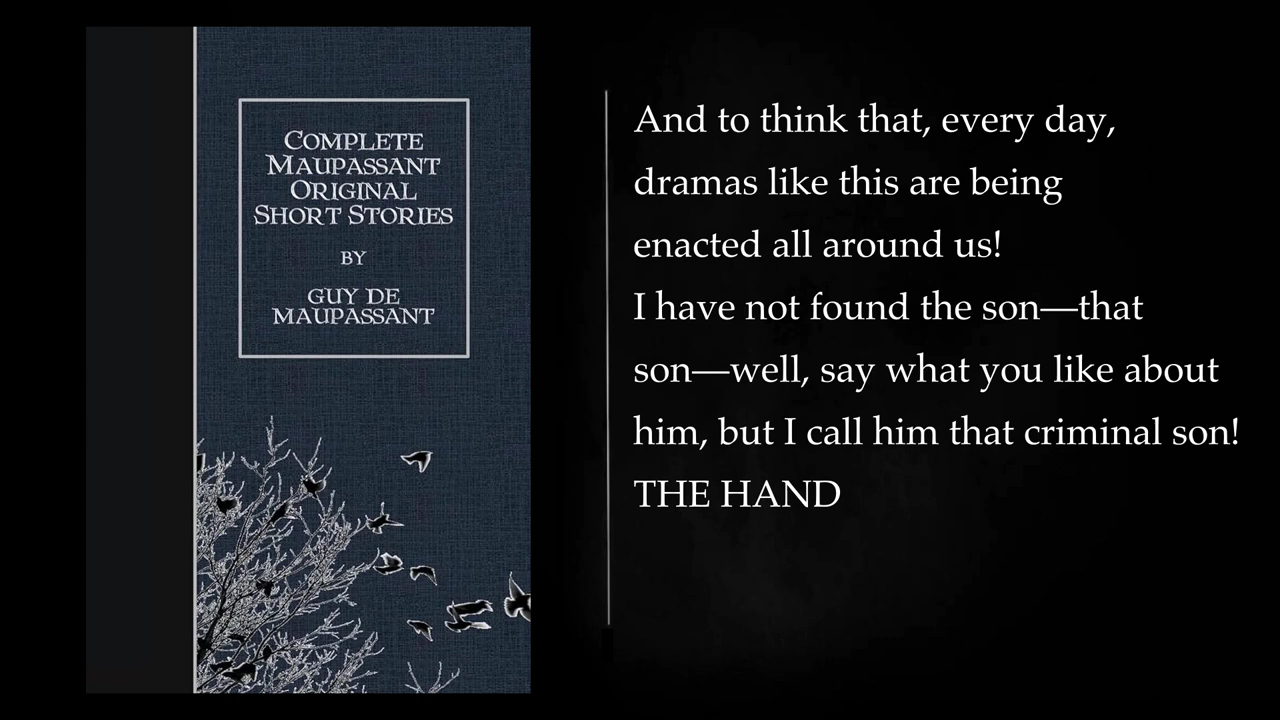 COMPLETE
MAUPASSANT
ORIGINAL
SHORT STORIES
BY
GUY DE
MAUPASSANT
And to think that, every day,
dramas like this are being
enacted all around us!
I have not found the son—that
son—well, say what you like about
him, but I call him that criminal son!
THE HAND